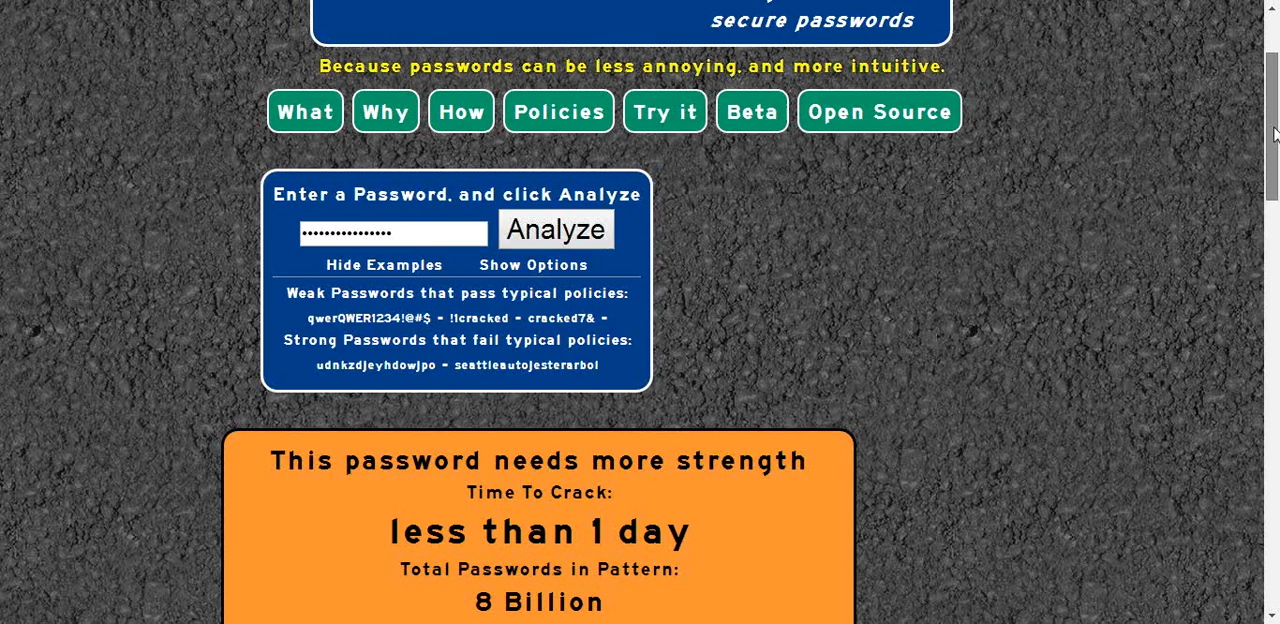 secure passwords
Because passwords can be less annoying, and more intuitive.
What Why How Policies Try it Beta Open Source
Enter a Password, and click Analyze
•••••••••••••••• Analyze
Hide Examples Show Options
Weak Passwords that pass typical policies:
qwerQWER1234!@#$ - !1cracked - cracked7& -
Strong Passwords that fail typical policies:
udnkzdjeyhdowjpo - seattleautojesterarbol
This password needs more strength
Time To Crack:
less than 1 day
Total Passwords in Pattern:
8 Billion